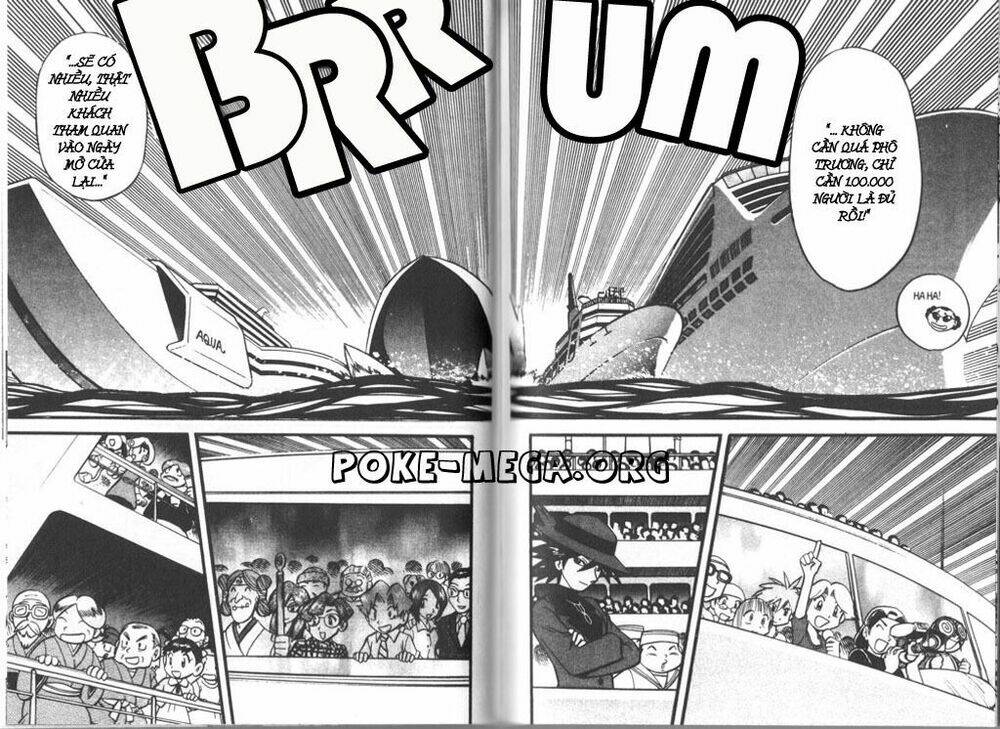 BRRR UM
"...SẼ CÓ
NHIỀU, THẬT
NHIỀU
KHÁCH
THAM QUAN
VÀO NGÀY
MỞ CỬA
LẠI..."
"... KHÔNG
CẦN QUÁ PHÔ
TRƯƠNG, CHỈ
CẦN 100.000
NGƯỜI LÀ ĐỦ
RỒI!"
HA HA!
AQUA
POKE-MEGA.ORG